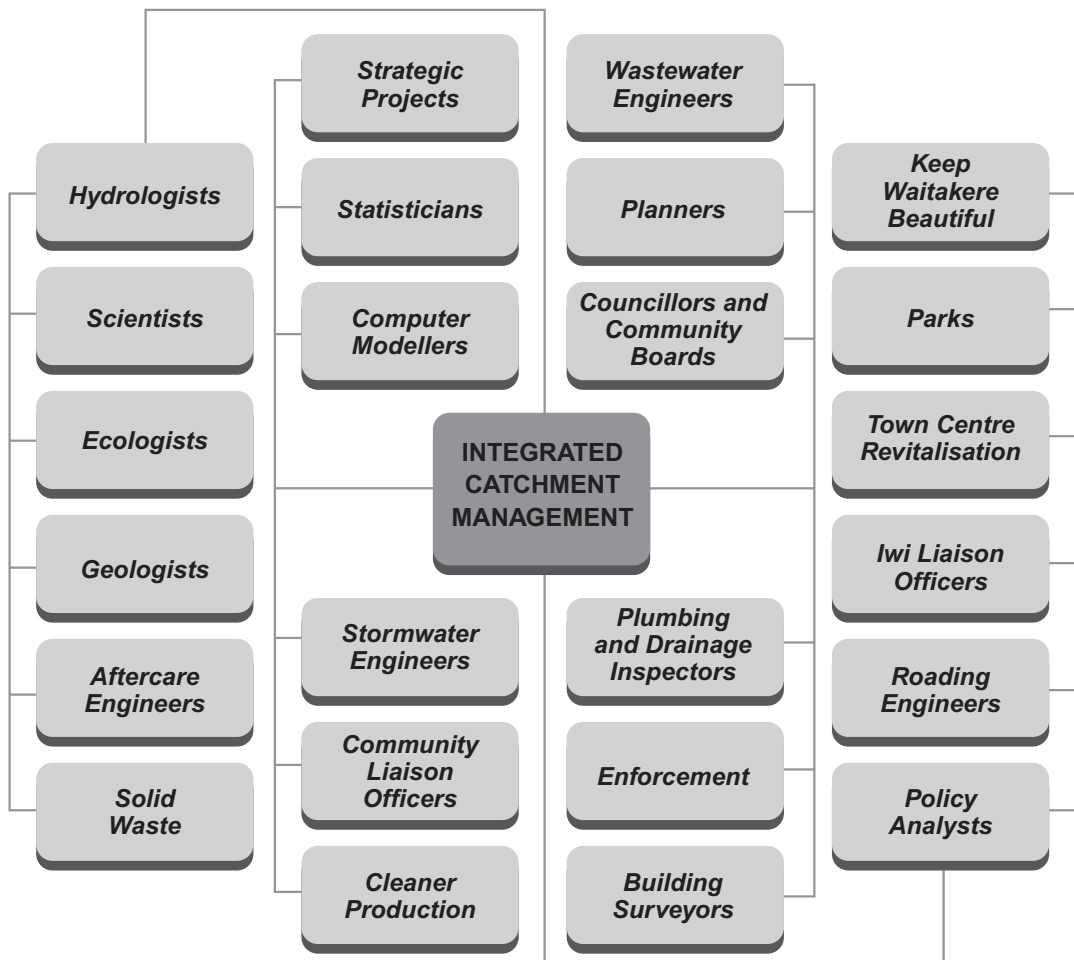 Hydrologists
Scientists
Ecologists
Geologists
Aftercare
Engineers
Solid
Waste
Strategic
Projects
Statisticians
Computer
Modellers
Stormwater
Engineers
Community
Liaison
Officers
Cleaner
Production
INTEGRATED
CATCHMENT
MANAGEMENT
Wastewater
Engineers
Planners
Councillors and
Community
Boards
Plumbing
and Drainage
Inspectors
Enforcement
Building
Surveyors
Keep
Waitakere
Beautiful
Parks
Town Centre
Revitalisation
Iwi Liaison
Officers
Roading
Engineers
Policy
Analysts